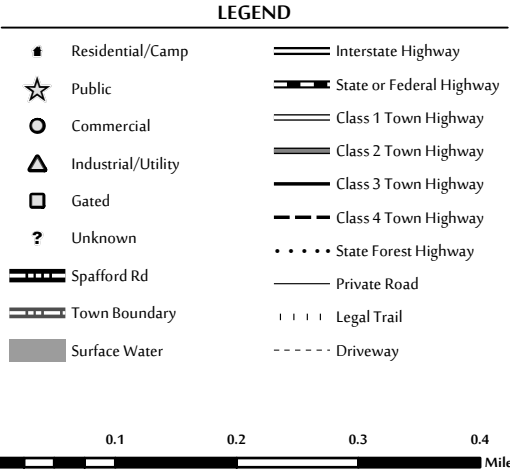 LEGEND
Residential/Camp
Public
Commercial
Industrial/Utility
Gated
? Unknown
Spafford Rd
Town Boundary
Surface Water
Interstate Highway
State or Federal Highway
Class 1 Town Highway
Class 2 Town Highway
Class 3 Town Highway
Class 4 Town Highway
State Forest Highway
Private Road
Legal Trail
Driveway
0.1 0.2 0.3 0.4
Mile